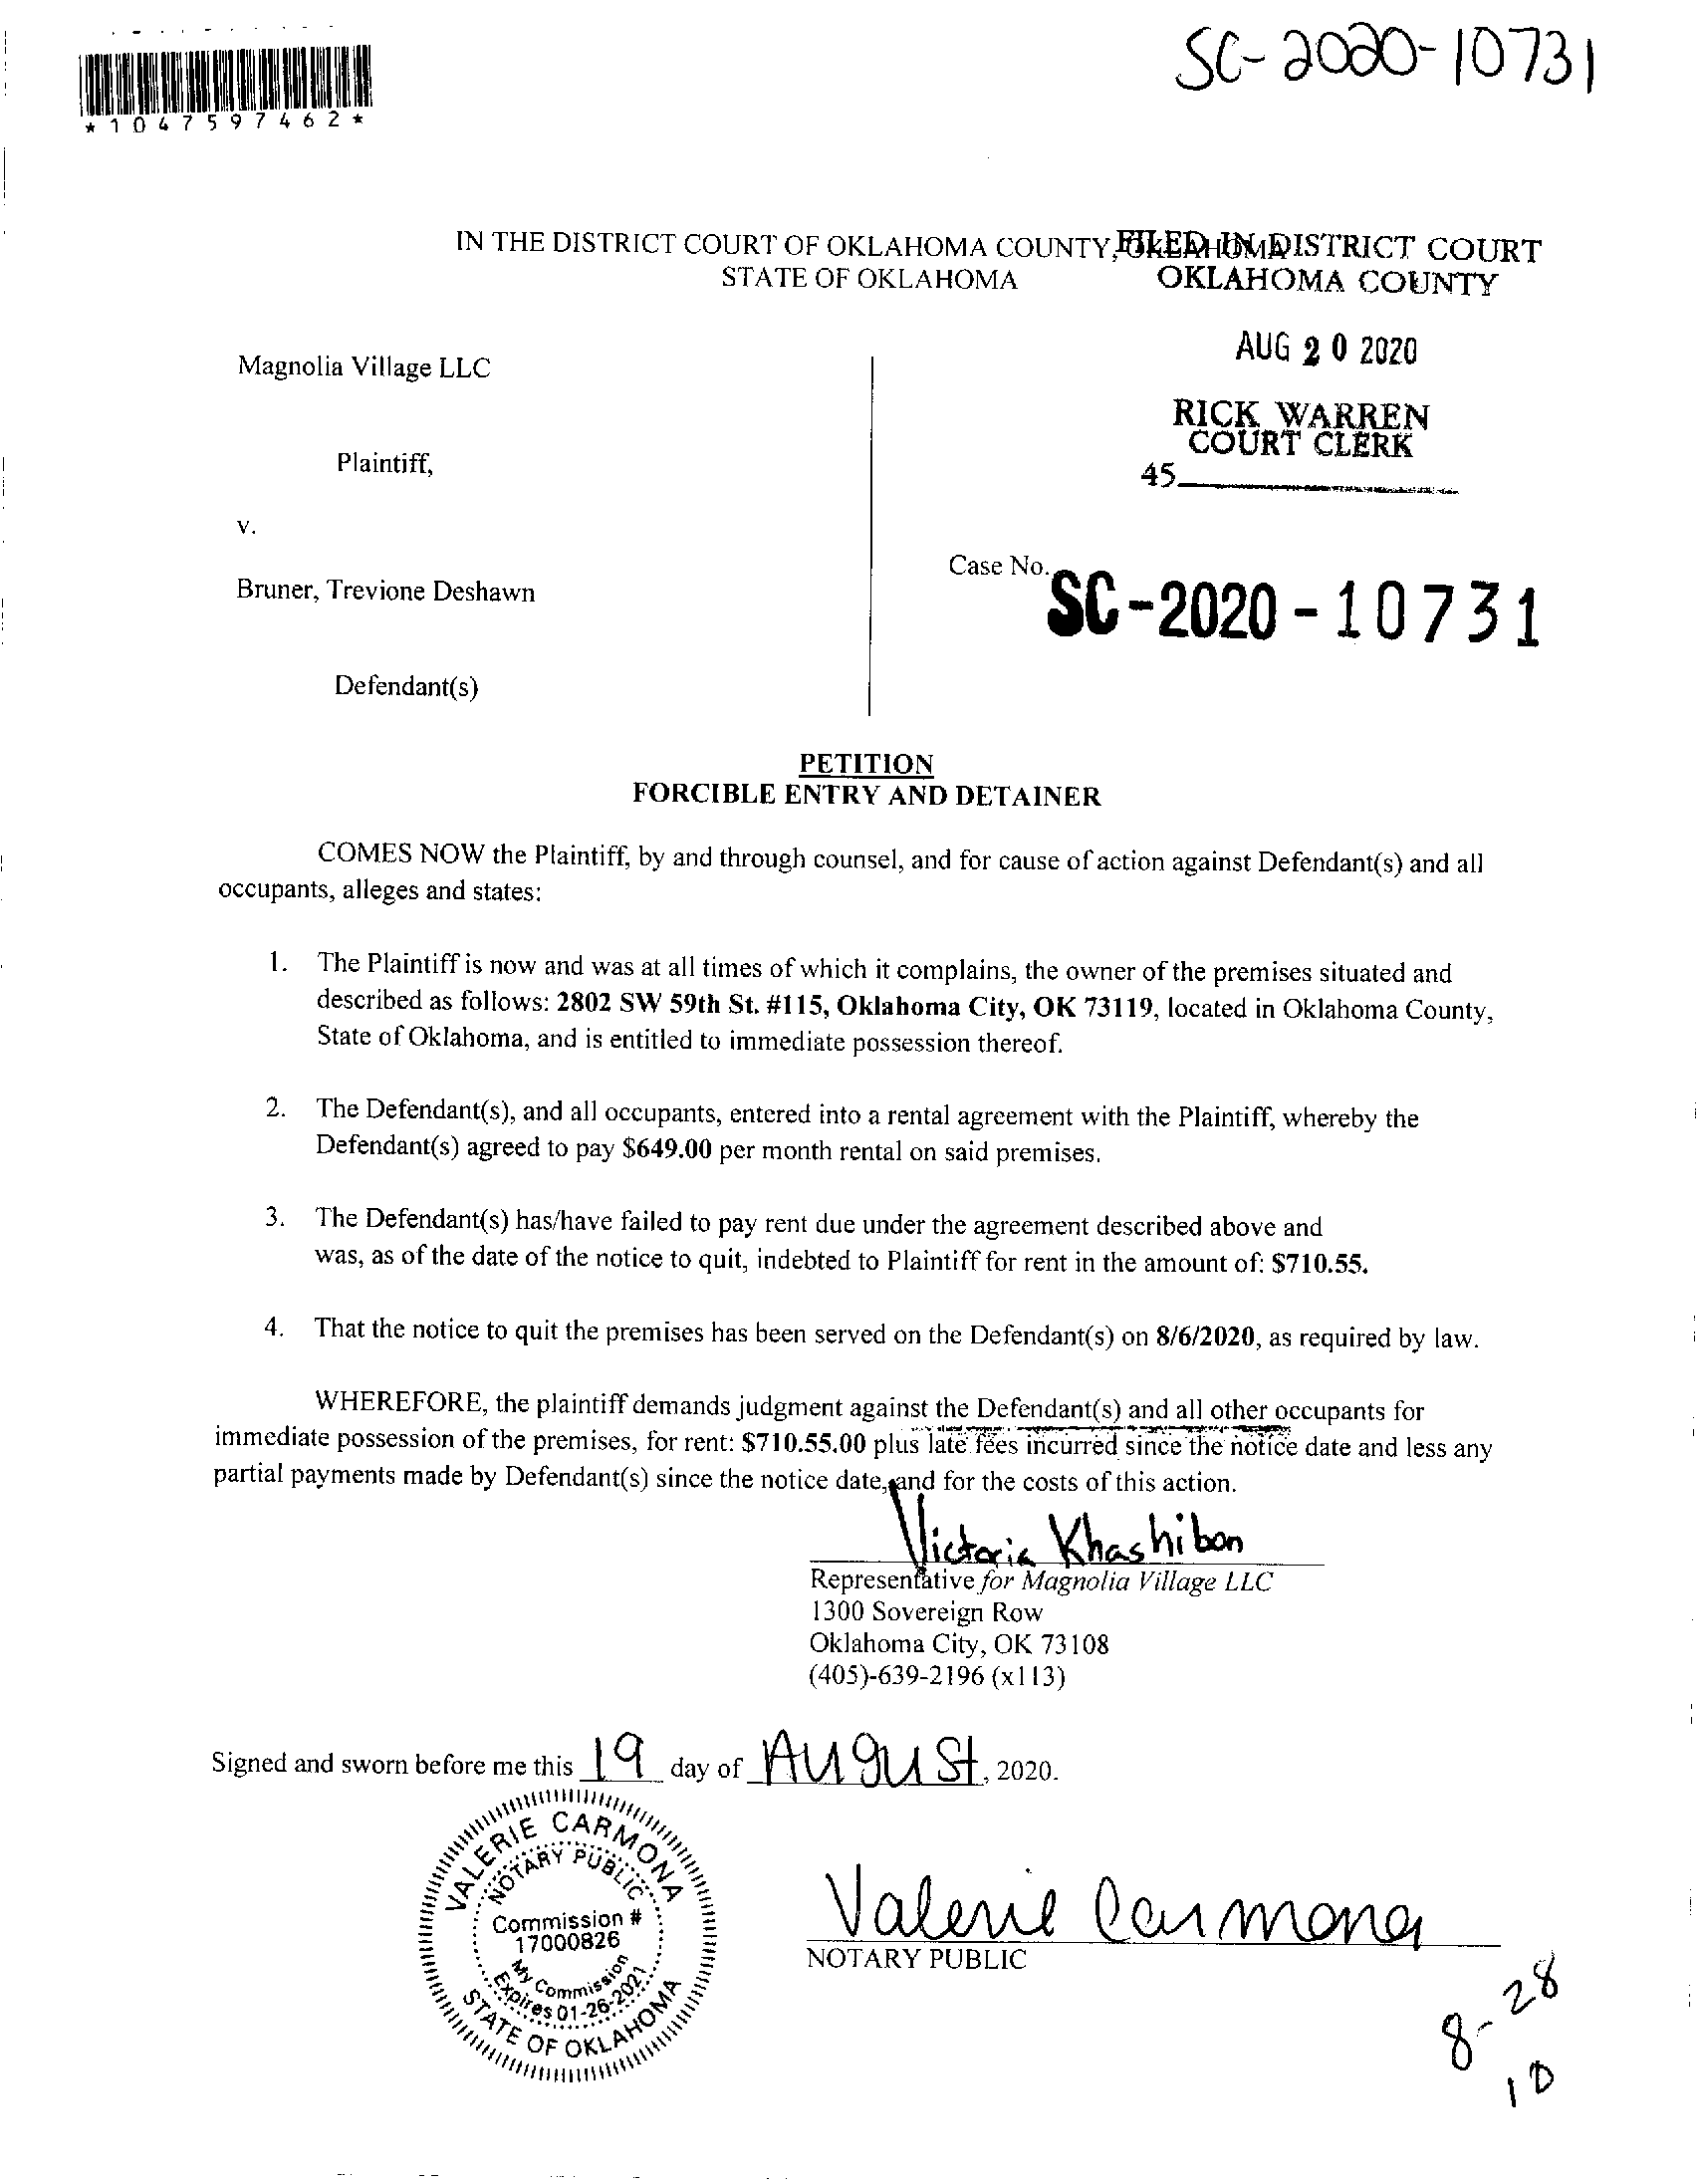 SC-2020-10731
*1047597462*
IN THE DISTRICT COURT OF OKLAHOMA COUNTY, OKLAHOMA
STATE OF OKLAHOMA
FILED IN DISTRICT COURT
OKLAHOMA COUNTY
AUG 20 2020
RICK WARREN
COURT CLERK
45
Magnolia Village LLC
Plaintiff,
v.
Bruner, Trevione Deshawn
Defendant(s)
Case No.
SC-2020-10731
PETITION
FORCIBLE ENTRY AND DETAINER
COMES NOW the Plaintiff, by and through counsel, and for cause of action against Defendant(s) and all
occupants, alleges and states:
1. The Plaintiff is now and was at all times of which it complains, the owner of the premises situated and
described as follows: 2802 SW 59th St. #115, Oklahoma City, OK 73119, located in Oklahoma County,
State of Oklahoma, and is entitled to immediate possession thereof.
2. The Defendant(s), and all occupants, entered into a rental agreement with the Plaintiff, whereby the
Defendant(s) agreed to pay $649.00 per month rental on said premises.
3. The Defendant(s) has/have failed to pay rent due under the agreement described above and
was, as of the date of the notice to quit, indebted to Plaintiff for rent in the amount of: $710.55.
4. That the notice to quit the premises has been served on the Defendant(s) on 8/6/2020, as required by law.
WHEREFORE, the plaintiff demands judgment against the Defendant(s) and all other occupants for
immediate possession of the premises, for rent: $710.55.00 plus late fees incurred since the notice date and less any
partial payments made by Defendant(s) since the notice date, and for the costs of this action.
Victoria Khashibon
Representative for Magnolia Village LLC
1300 Sovereign Row
Oklahoma City, OK 73108
(405)-639-2196 (x113)
Signed and sworn before me this 19 day of August, 2020.
VALERIE CARMONA
NOTARY PUBLIC
Commission #
17000826
My Commission
Expires 01-26-2021
STATE OF OKLAHOMA
Valerie Carmona
NOTARY PUBLIC
8-28
10